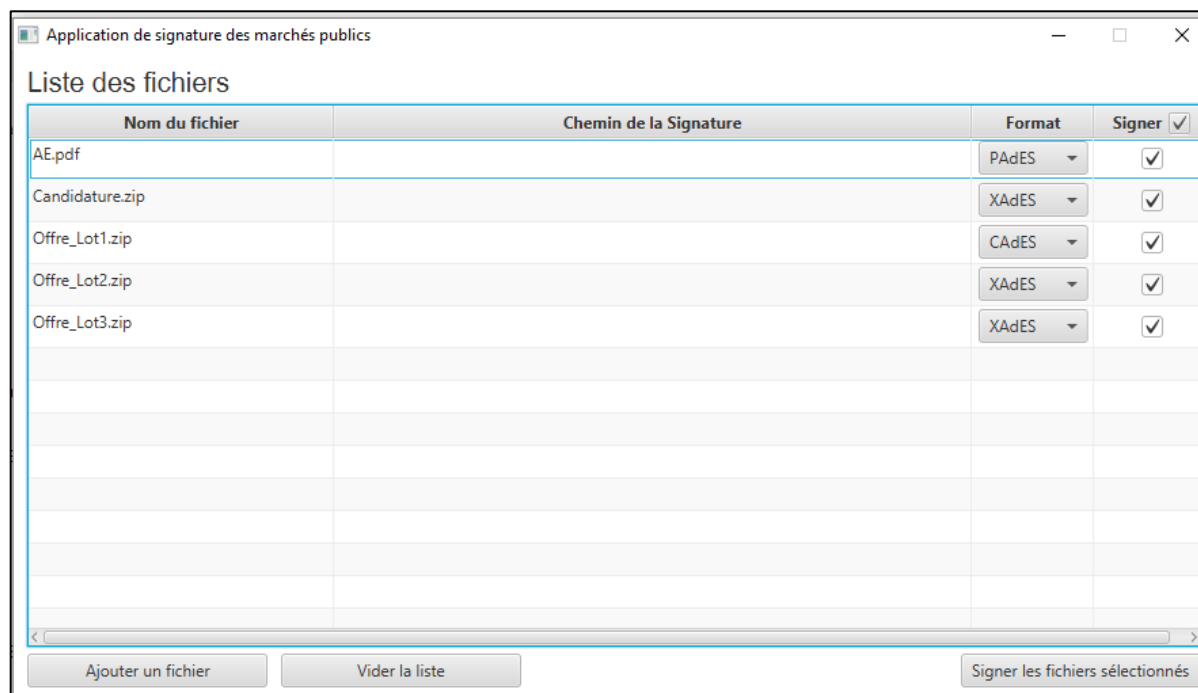 Application de signature des marchés publics
Liste des fichiers
Nom du fichier Chemin de la Signature Format Signer
AE.pdf PAdES
Candidature.zip XAdES
Offre_Lot1.zip CAdES
Offre_Lot2.zip XAdES
Offre_Lot3.zip XAdES
Ajouter un fichier Vider la liste Signer les fichiers sélectionnés